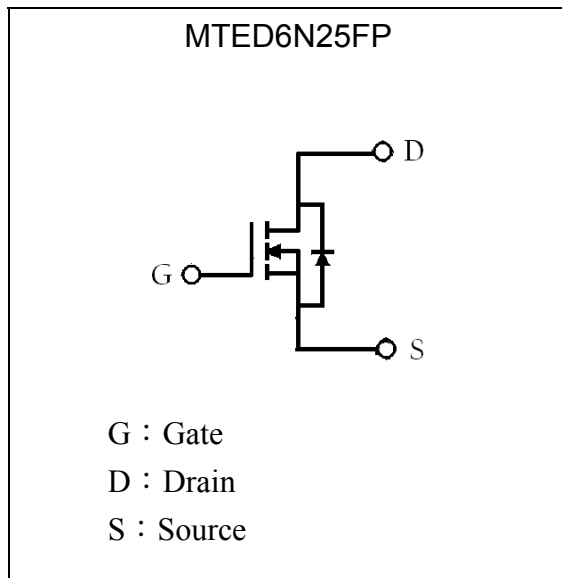 MTED6N25FP
D
G
S
G：Gate
D：Drain
S：Source